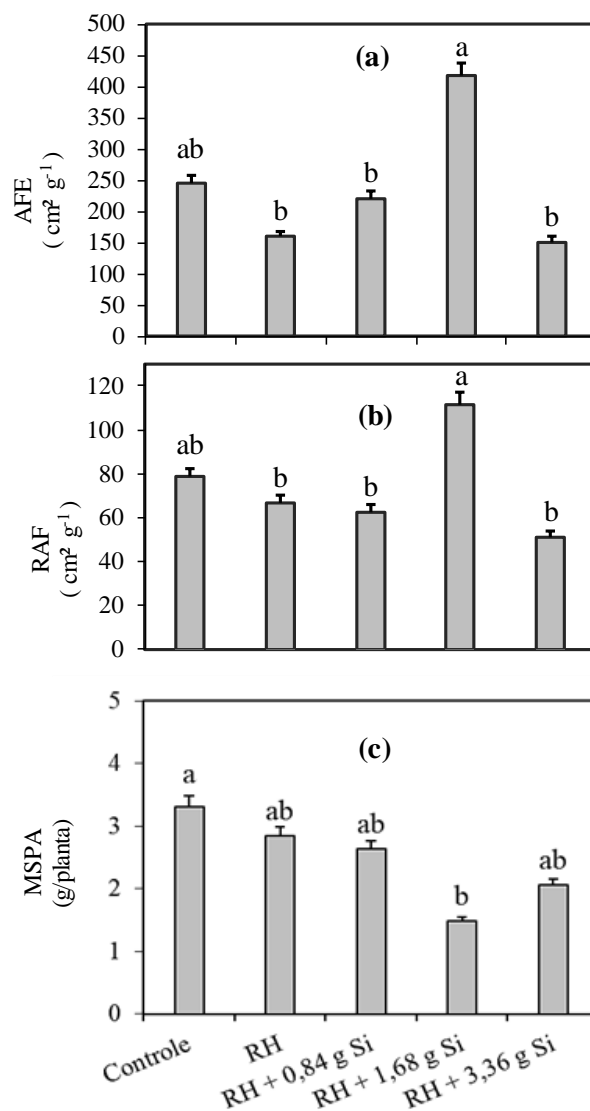 500
450
400
350
300
250
200
150
100
50
0
AFE
( cm² g⁻¹ )
(a)
ab
b
b
a
b
120
100
80
60
40
20
0
RAF
( cm² g⁻¹ )
(b)
ab
b
b
a
b
5
4
3
2
1
0
MSPA
(g/planta)
(c)
a
ab
ab
b
ab
Controle
RH
RH + 0,84 g Si
RH + 1,68 g Si
RH + 3,36 g Si